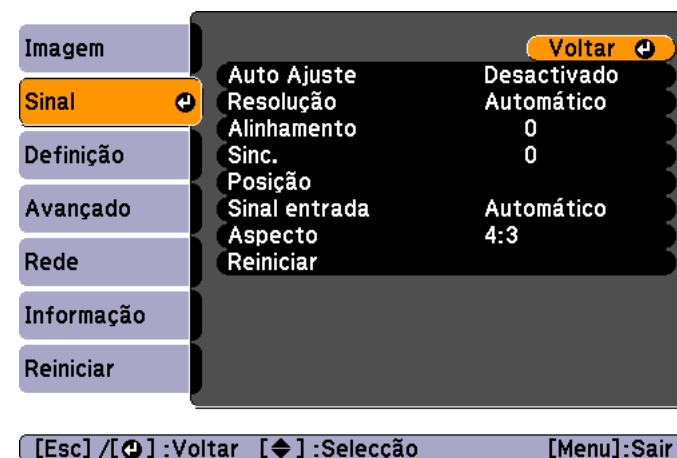 Imagem
Sinal
Definição
Avançado
Rede
Informação
Reiniciar
Voltar
Auto Ajuste Desactivado
Resolução Automático
Alinhamento 0
Sinc. 0
Posição
Sinal entrada Automático
Aspecto 4:3
Reiniciar
[Esc] /[ ] :Voltar [ ] :Selecção [Menu]:Sair